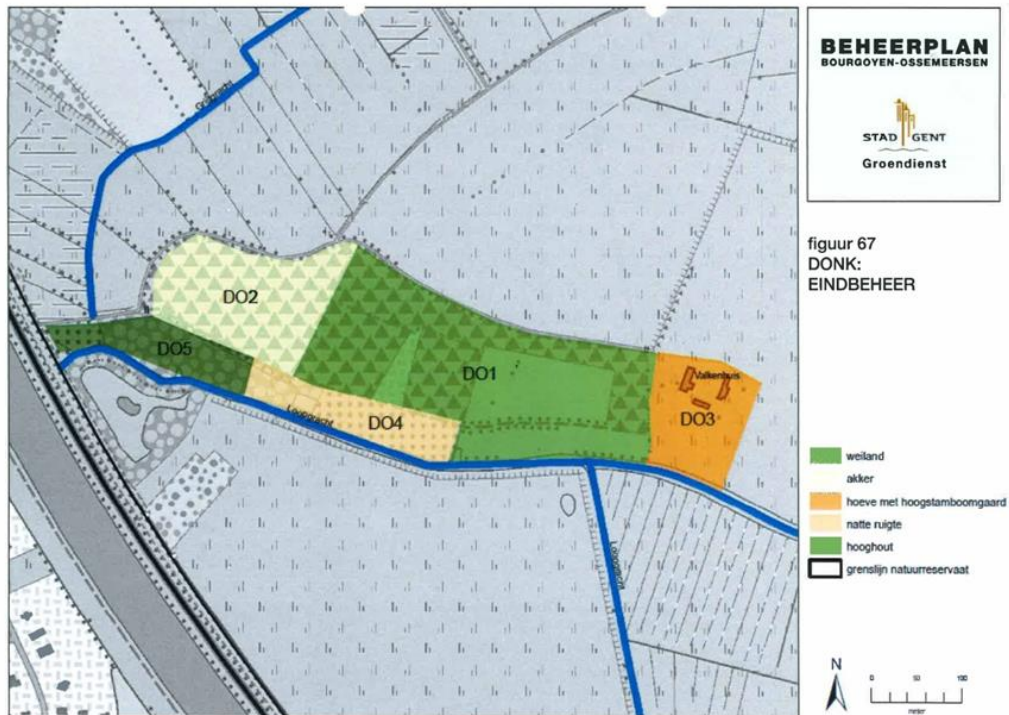 BEHEERPLAN
BOURGOYEN-OSSEMEERSEN
STAD GENT
Groendienst
figuur 67
DONK:
EINDBEHEER
DO2
DO5
DO1
Valkenhuis
DO3
DO4
weiland
akker
hoeve met hoogstamboomgaard
natte ruigte
hooghout
grenslijn natuurreservaat
N
0 50 100
meter